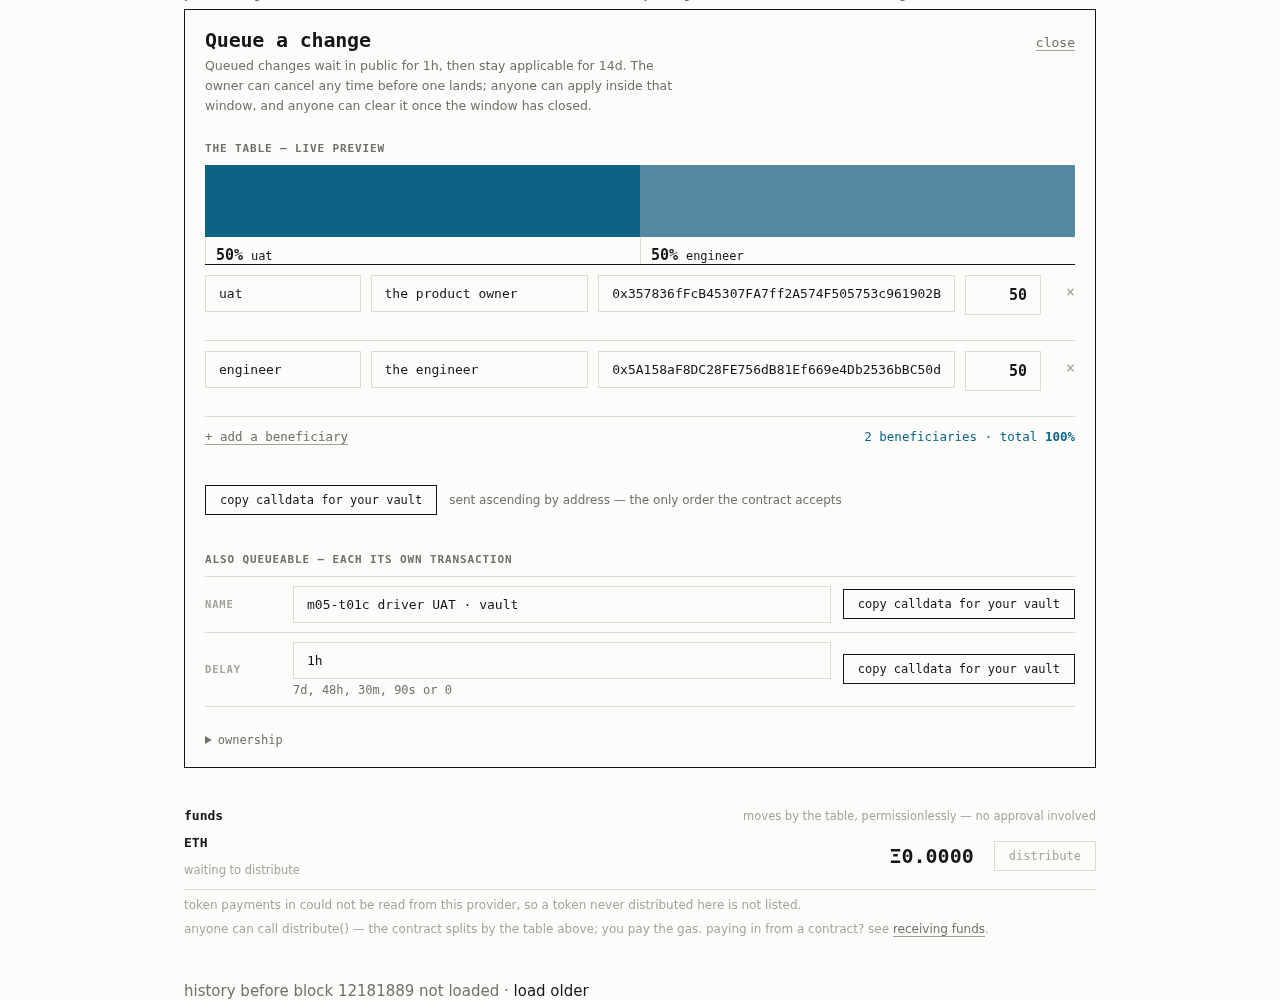 Queue a change
close
Queued changes wait in public for 1h, then stay applicable for 14d. The
owner can cancel any time before one lands; anyone can apply inside that
window, and anyone can clear it once the window has closed.
THE TABLE — LIVE PREVIEW
50% uat
50% engineer
uat
the product owner
0x357836fFcB45307FA7ff2A574F505753c961902B
50
×
engineer
the engineer
0x5A158aF8DC28FE756dB81Ef669e4Db2536bBC50d
50
×
+ add a beneficiary
2 beneficiaries · total 100%
copy calldata for your vault
sent ascending by address — the only order the contract accepts
ALSO QUEUEABLE — EACH ITS OWN TRANSACTION
NAME
m05-t01c driver UAT · vault
copy calldata for your vault
DELAY
1h
copy calldata for your vault
7d, 48h, 30m, 90s or 0
▶ ownership
funds
moves by the table, permissionlessly — no approval involved
ETH
waiting to distribute
Ξ0.0000
distribute
token payments in could not be read from this provider, so a token never distributed here is not listed.
anyone can call distribute() — the contract splits by the table above; you pay the gas. paying in from a contract? see receiving funds.
history before block 12181889 not loaded · load older